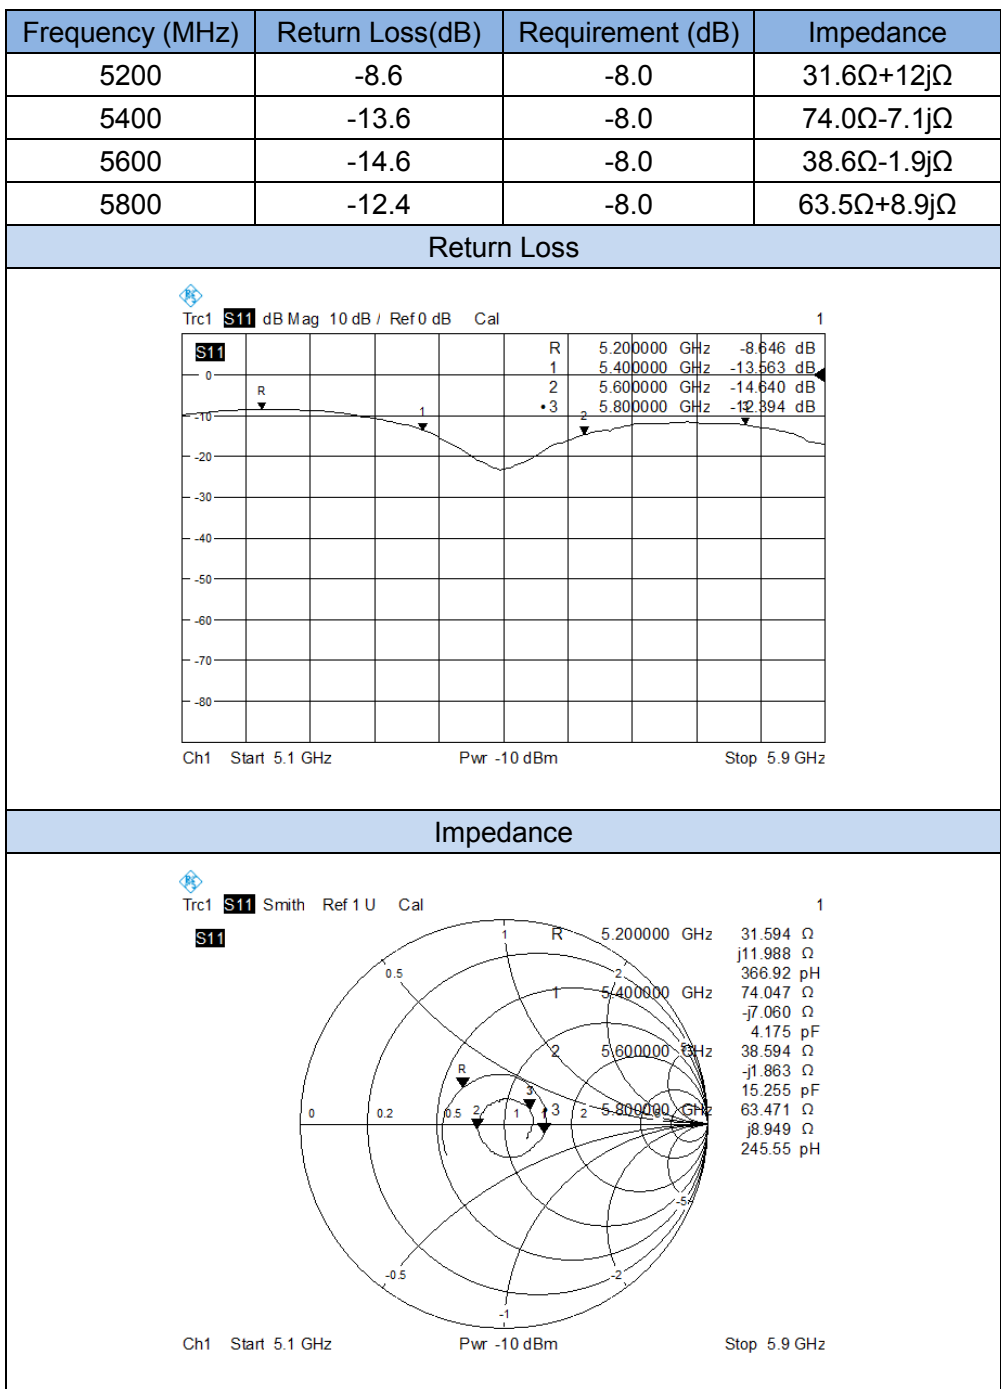 Frequency (MHz) Return Loss(dB) Requirement (dB) Impedance
5200 -8.6 -8.0 31.6Ω+12jΩ
5400 -13.6 -8.0 74.0Ω-7.1jΩ
5600 -14.6 -8.0 38.6Ω-1.9jΩ
5800 -12.4 -8.0 63.5Ω+8.9jΩ
Return Loss
Trc1 S11 dB Mag 10 dB / Ref 0 dB Cal 1
S11
R 5.200000 GHz -8.646 dB
1 5.400000 GHz -13.563 dB
2 5.600000 GHz -14.640 dB
•3 5.800000 GHz -12.394 dB
0
R
1
2
3
-10
-20
-30
-40
-50
-60
-70
-80
Ch1 Start 5.1 GHz Pwr -10 dBm Stop 5.9 GHz
Impedance
Trc1 S11 Smith Ref 1 U Cal 1
S11
R 5.200000 GHz 31.594 Ω
j11.988 Ω
366.92 pH
1 5.400000 GHz 74.047 Ω
-j7.060 Ω
4.175 pF
2 5.600000 GHz 38.594 Ω
-j1.863 Ω
15.255 pF
3 5.800000 GHz 63.471 Ω
j8.949 Ω
245.55 pH
1
0.5 2
5
R
3
0 0.2 0.5 2 1 1 2
-5
-0.5 -2
-1
Ch1 Start 5.1 GHz Pwr -10 dBm Stop 5.9 GHz